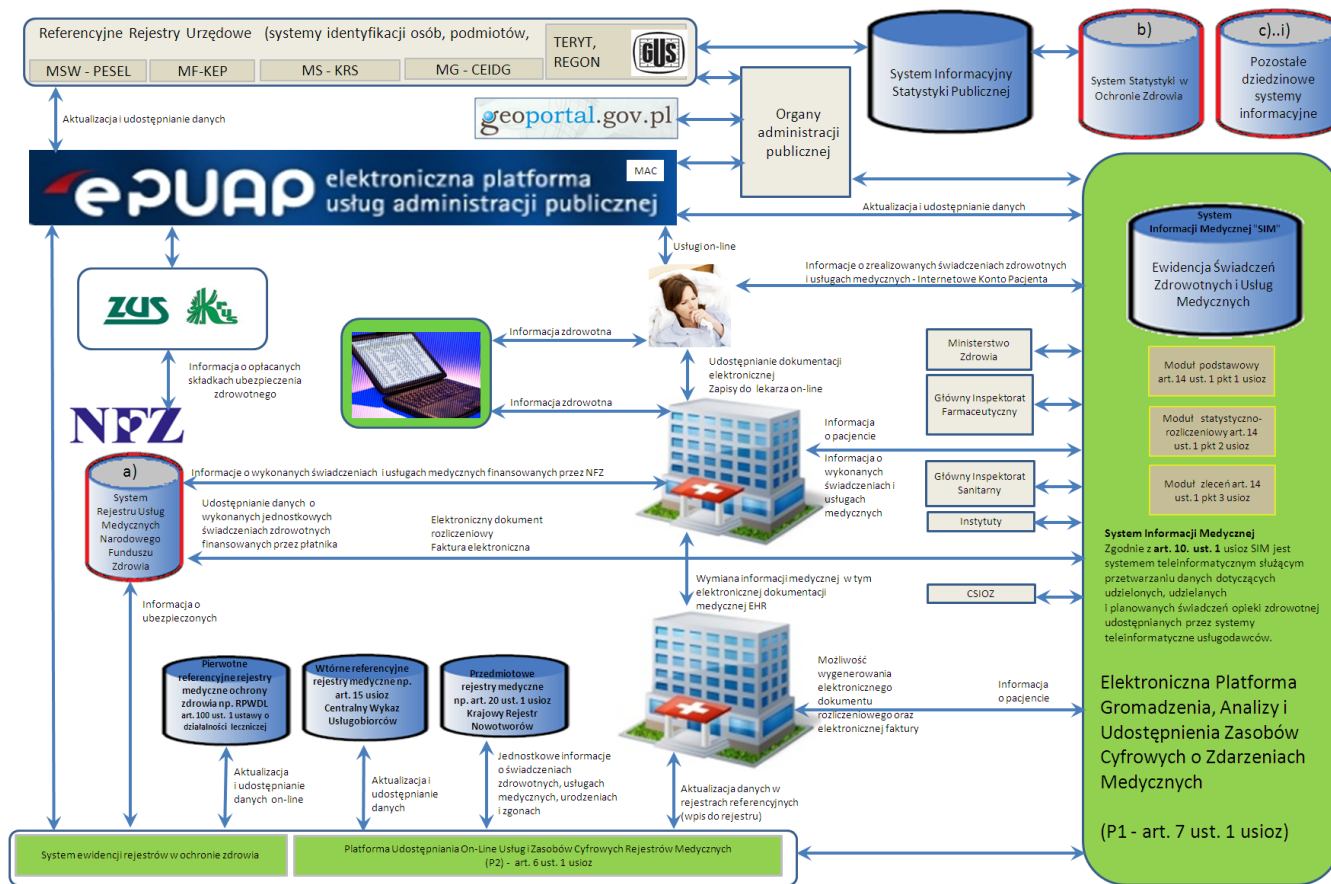 Referencyjne Rejestry Urzędowe (systemy identyfikacji osób, podmiotów,
MSW - PESEL
MF-KEP
MS - KRS
MG - CEIDG
TERYT,
REGON
GUS
System Informacyjny
Statystyki Publicznej
b)
System Statystyki w
Ochronie Zdrowia
c)..i)
Pozostałe
dziedzinowe
systemy
informacyjne
Aktualizacja i udostępnianie danych
geoportal.gov.pl
Organy
administracji
publicznej
ePUAP
elektroniczna platforma
usług administracji publicznej
MAC
Aktualizacja i udostępnianie danych
Usługi on-line
System
Informacji Medycznej "SIM"
Ewidencja Świadczeń
Zdrowotnych i Usług
Medycznych
Informacje o zrealizowanych świadczeniach zdrowotnych
i usługach medycznych - Internetowe Konto Pacjenta
ZUS
Krus
Informacja zdrowotna
Informacja zdrowotna
Ministerstwo
Zdrowia
Moduł podstawowy
art. 14 ust. 1 pkt 1 usioz
Informacja o opłacanych
składkach ubezpieczenia
zdrowotnego
Udostępnianie dokumentacji
elektronicznej
Zapisy do lekarza on-line
Główny Inspektorat
Farmaceutyczny
NFZ
Informacja
o pacjencie
Moduł statystyczno-
rozliczeniowy art. 14
ust. 1 pkt 2 usioz
a)
System
Rejestru Usług
Medycznych
Narodowego
Funduszu
Zdrowia
Informacje o wykonanych świadczeniach i usługach medycznych finansowanych przez NFZ
Informacja o
wykonanych
świadczeniach i
usługach
medycznych
Główny Inspektorat
Sanitarny
Moduł zleceń art. 14
ust. 1 pkt 3 usioz
Udostępnianie danych o
wykonanych jednostkowych
świadczeniach zdrowotnych
finansowanych przez płatnika
Elektroniczny dokument
rozliczeniowy
Faktura elektroniczna
Instytuty
System Informacji Medycznej
Zgodnie z art. 10. ust. 1 usioz SIM jest
systemem teleinformatycznym służącym
przetwarzaniu danych dotyczących
udzielonych, udzielanych
i planowanych świadczeń opieki zdrowotnej
udostępnianych przez systemy
teleinformatyczne usługodawców.
Wymiana informacji medycznej w tym
elektronicznej dokumentacji
medycznej EHR
CSIOZ
Informacja o
ubezpieczonych
Pierwotne
referencyjne rejestry
medyczne ochrony
zdrowia np. RPWDL
art. 100 ust. 1 ustawy o
działalności leczniczej
Wtórne referencyjne
rejestry medyczne np.
art. 15 usioz
Centralny Wykaz
Usługobiorców
Przedmiotowe
rejestry medyczne
np. art. 20 ust. 1 usioz
Krajowy Rejestr
Nowotworów
Możliwość
wygenerowania
elektronicznego
dokumentu
rozliczeniowego oraz
elektronicznej faktury
Informacja
o pacjencie
Elektroniczna Platforma
Gromadzenia, Analizy i
Udostępnienia Zasobów
Cyfrowych o Zdarzeniach
Medycznych
(P1 - art. 7 ust. 1 usioz)
Aktualizacja
i udostępnianie
danych on-line
Aktualizacja i
udostępnianie
danych
Jednostkowe informacje
o świadczeniach
zdrowotnych, usługach
medycznych, urodzeniach
i zgonach
Aktualizacja danych w
rejestrach referencyjnych
(wpis do rejestru)
System ewidencji rejestrów w ochronie zdrowia
Platforma Udostępniania On-Line Usług i Zasobów Cyfrowych Rejestrów Medycznych
(P2) - art. 6 ust. 1 usioz